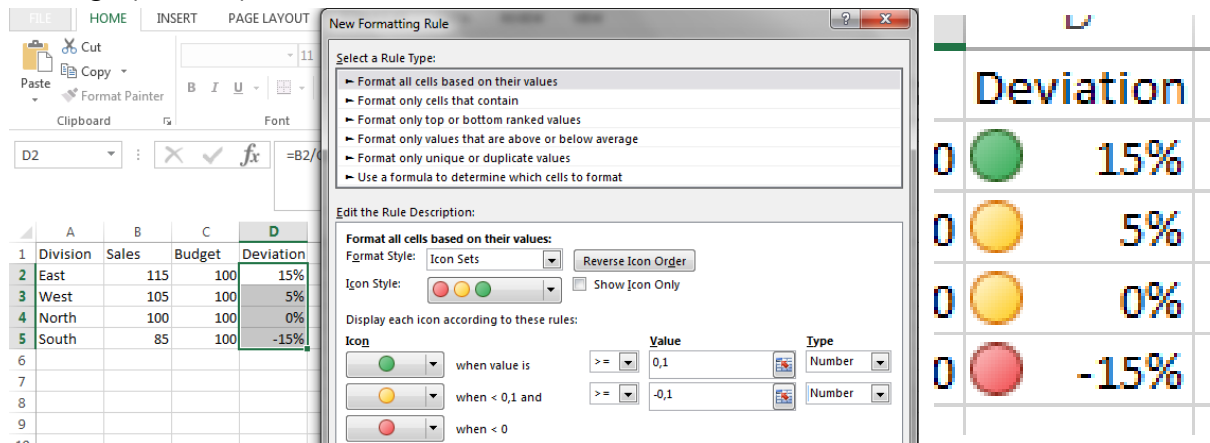 FILE HOME INSERT PAGE LAYOUT
Cut
Copy
Format Painter
Paste
Clipboard
11
B I U
Font
D2 fx =B2/
A B C D
1 Division Sales Budget Deviation
2 East 115 100 15%
3 West 105 100 5%
4 North 100 100 0%
5 South 85 100 -15%
6
7
8
9
New Formatting Rule
? x
Select a Rule Type:
► Format all cells based on their values
► Format only cells that contain
► Format only top or bottom ranked values
► Format only values that are above or below average
► Format only unique or duplicate values
► Use a formula to determine which cells to format
Edit the Rule Description:
Format all cells based on their values:
Format Style: Icon Sets Reverse Icon Order
Icon Style: Show Icon Only
Display each icon according to these rules:
Icon Value Type
when value is >= 0,1 Number
when < 0,1 and >= -0,1 Number
when < 0
Deviation
0 15%
0 5%
0 0%
0 -15%